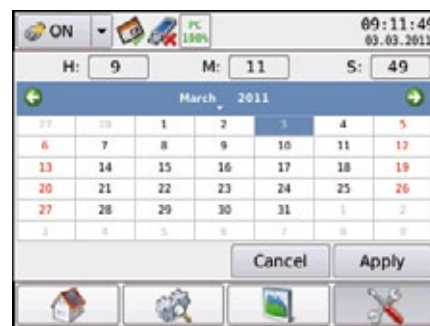 ON PC 100% 09:11:49
03.03.2011
H: 9 M: 11 S: 49
March 2011
27 28 1 2 3 4 5
6 7 8 9 10 11 12
13 14 15 16 17 18 19
20 21 22 23 24 25 26
27 28 29 30 31 1 2
3 4 5 6 7 8 9
Cancel Apply